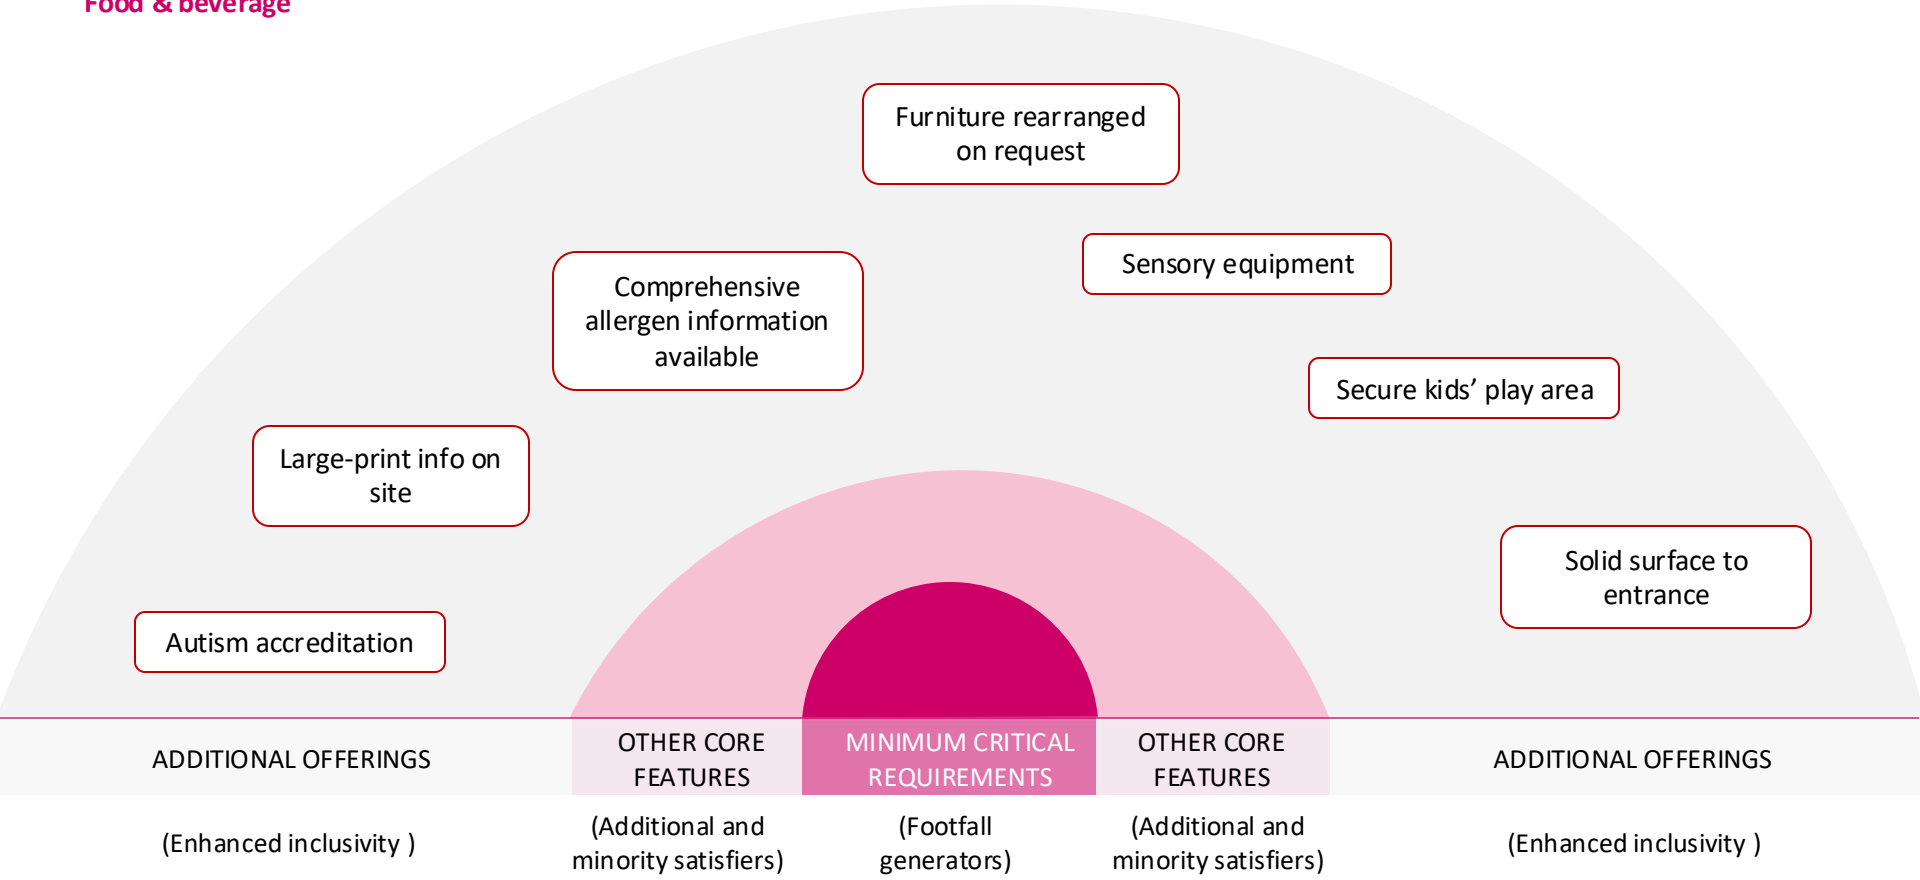 Food & beverage
Furniture rearranged
on request
Sensory equipment
Comprehensive
allergen information
available
Secure kids’ play area
Large-print info on
site
Solid surface to
entrance
Autism accreditation
ADDITIONAL OFFERINGS
OTHER CORE
FEATURES
MINIMUM CRITICAL
REQUIREMENTS
OTHER CORE
FEATURES
ADDITIONAL OFFERINGS
(Enhanced inclusivity )
(Additional and
minority satisfiers)
(Footfall
generators)
(Additional and
minority satisfiers)
(Enhanced inclusivity )